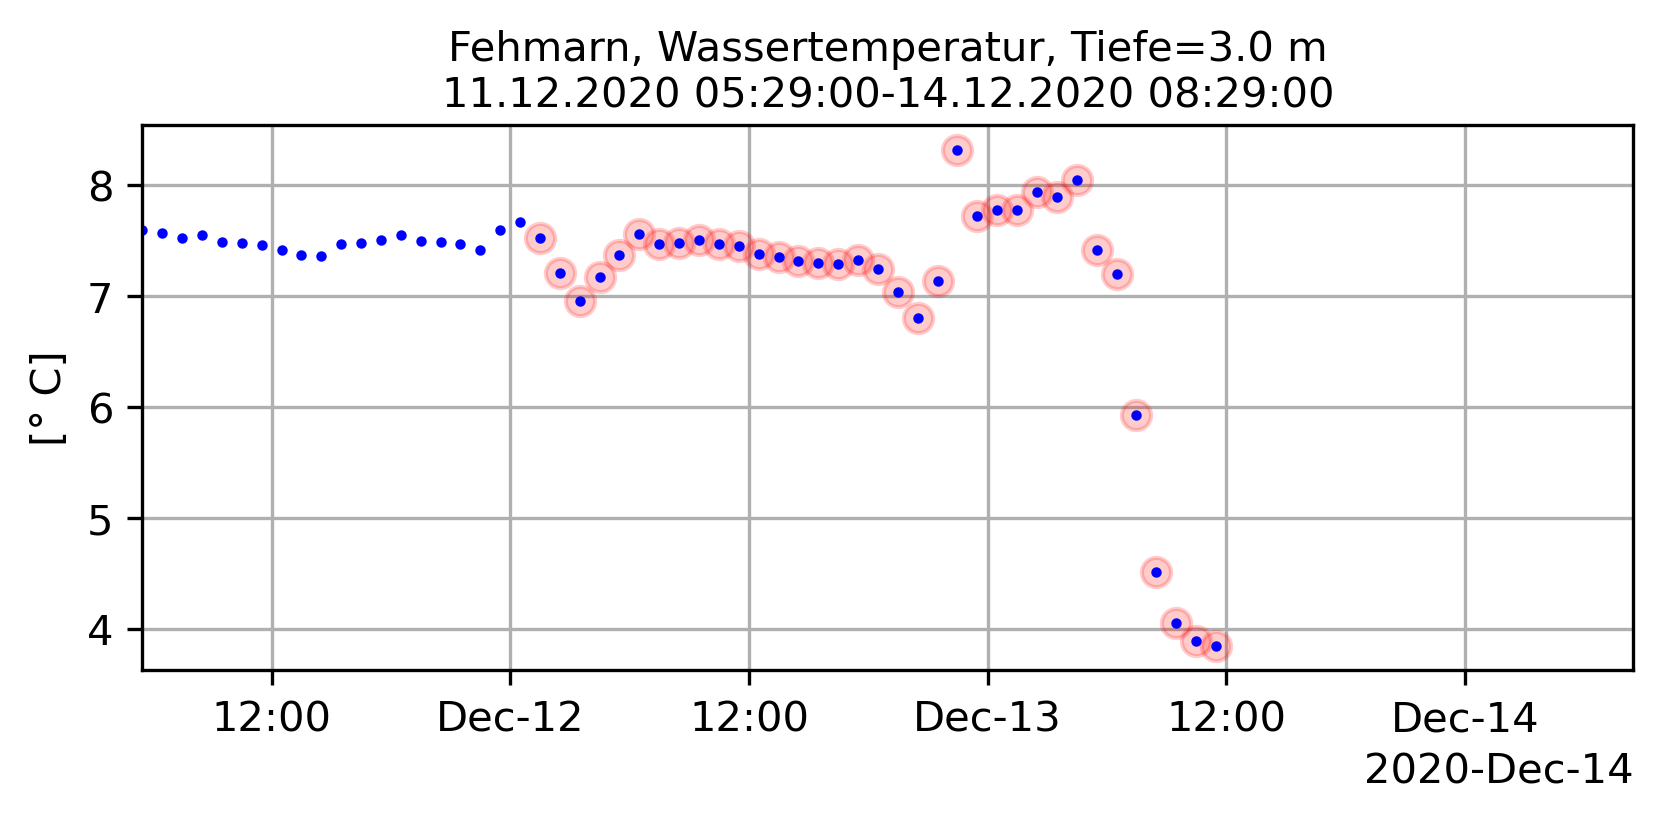 Fehmarn, Wassertemperatur, Tiefe=3.0 m
11.12.2020 05:29:00-14.12.2020 08:29:00
8
7
6
5
4
[° C]
12:00
Dec-12
12:00
Dec-13
12:00
Dec-14
2020-Dec-14